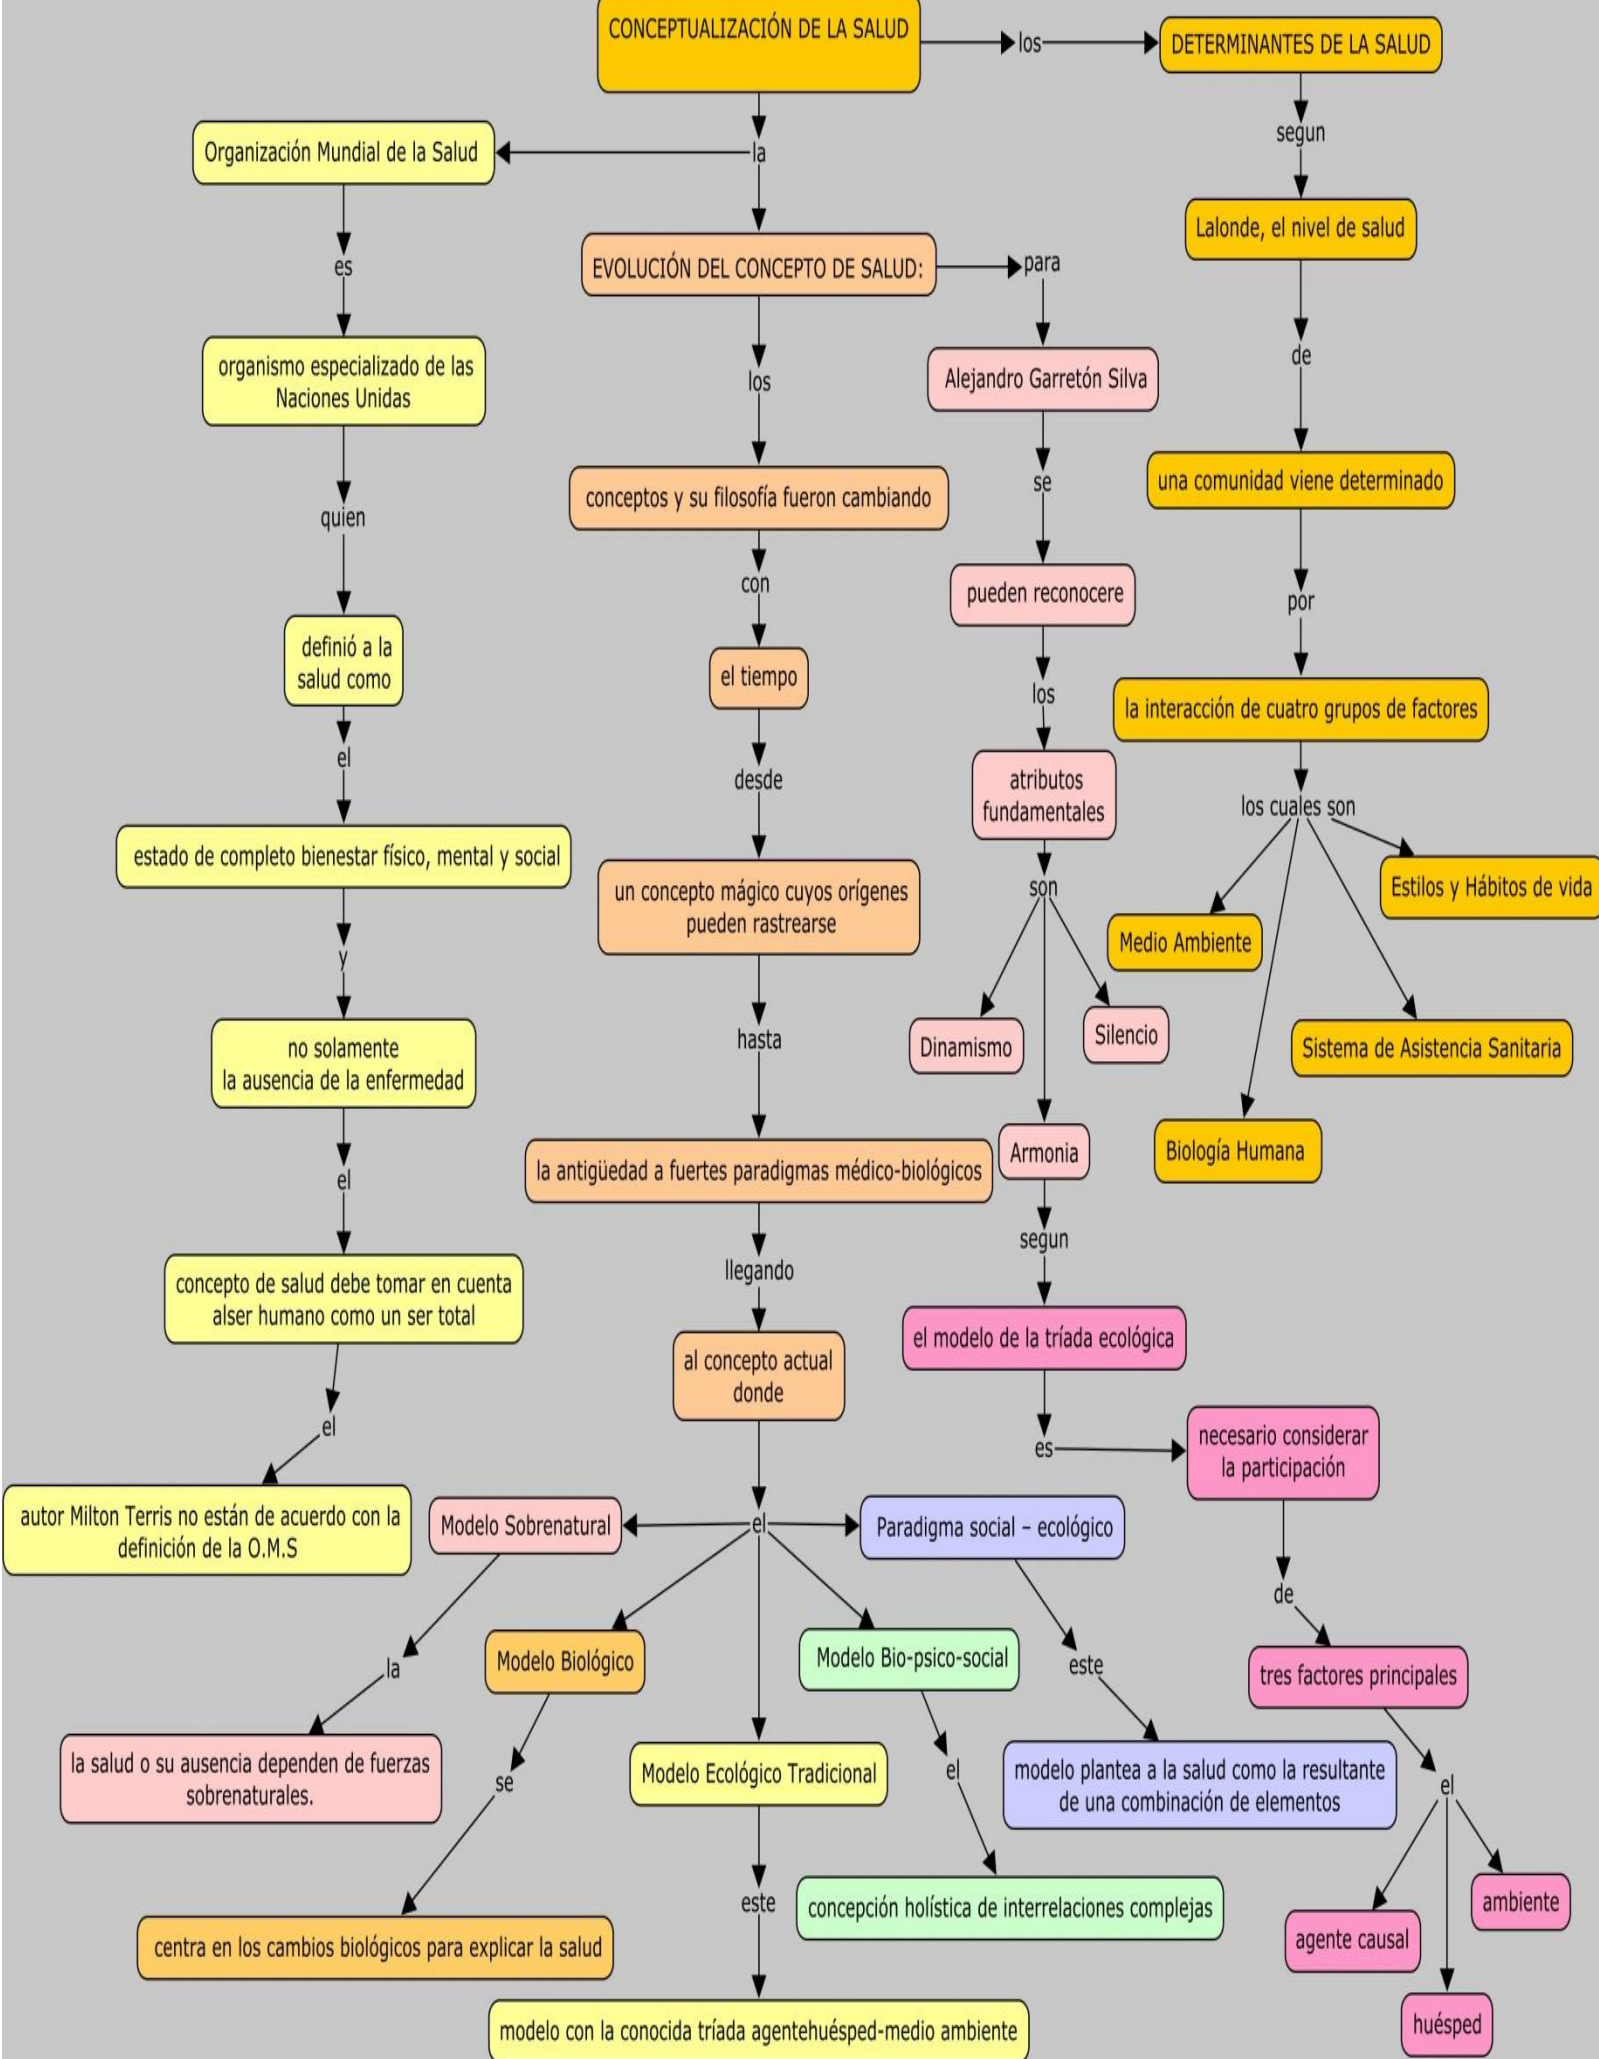 CONCEPTUALIZACIÓN DE LA SALUD
los
DETERMINANTES DE LA SALUD
la
Organización Mundial de la Salud
es
organismo especializado de las
Naciones Unidas
quien
definió a la
salud como
el
estado de completo bienestar físico, mental y social
y
no solamente
la ausencia de la enfermedad
el
concepto de salud debe tomar en cuenta
alser humano como un ser total
el
autor Milton Terris no están de acuerdo con la
definición de la O.M.S
EVOLUCIÓN DEL CONCEPTO DE SALUD:
los
conceptos y su filosofía fueron cambiando
con
el tiempo
desde
un concepto mágico cuyos orígenes
pueden rastrearse
hasta
la antigüedad a fuertes paradigmas médico-biológicos
llegando
al concepto actual
donde
el
Modelo Sobrenatural
la
la salud o su ausencia dependen de fuerzas
sobrenaturales.
Modelo Biológico
se
centra en los cambios biológicos para explicar la salud
Modelo Ecológico Tradicional
este
modelo con la conocida tríada agentehuésped-medio ambiente
Modelo Bio-psico-social
el
concepción holística de interrelaciones complejas
Paradigma social – ecológico
este
modelo plantea a la salud como la resultante
de una combinación de elementos
para
Alejandro Garretón Silva
se
pueden reconocere
los
atributos
fundamentales
son
Dinamismo
Silencio
Armonia
segun
el modelo de la tríada ecológica
es
necesario considerar
la participación
de
tres factores principales
el
agente causal
huésped
ambiente
segun
Lalonde, el nivel de salud
de
una comunidad viene determinado
por
la interacción de cuatro grupos de factores
los cuales son
Medio Ambiente
Biología Humana
Sistema de Asistencia Sanitaria
Estilos y Hábitos de vida